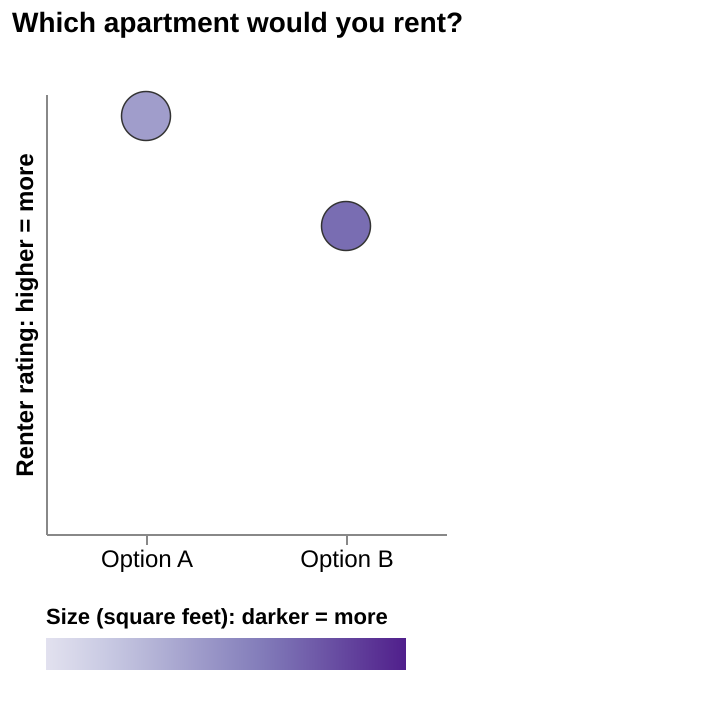 Which apartment would you rent?
Renter rating: higher = more
Option A
Option B
Size (square feet): darker = more